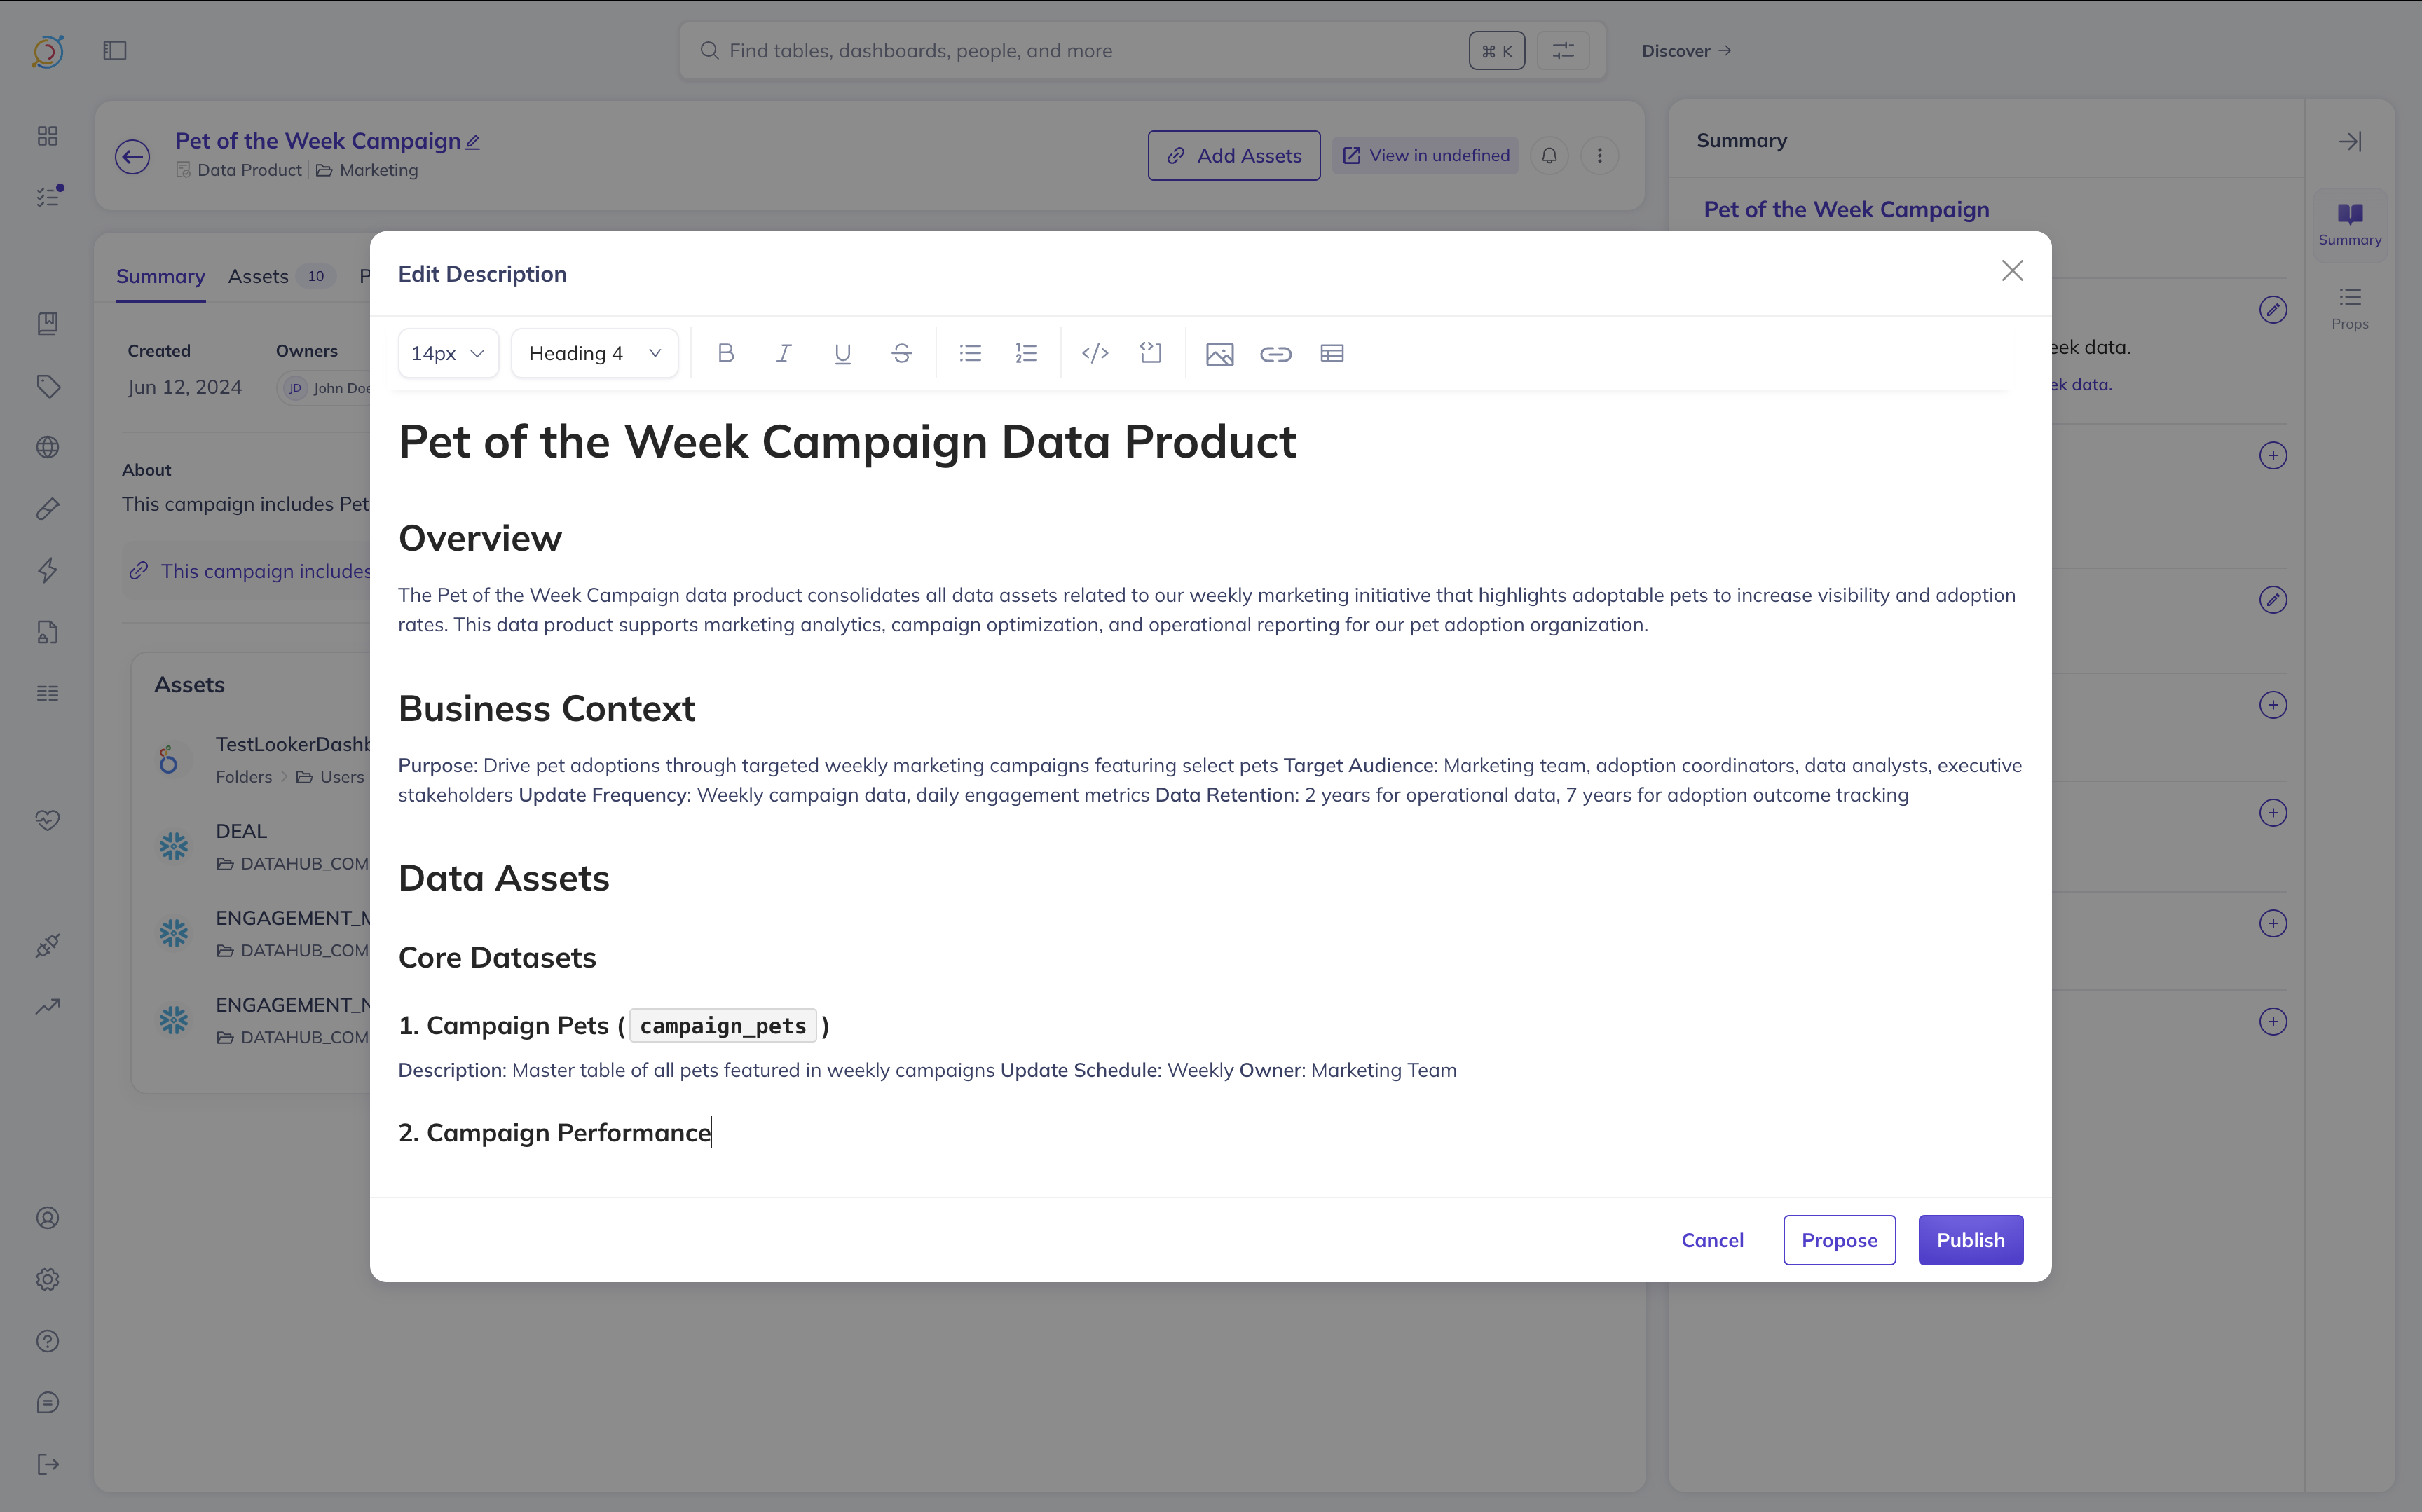 Find tables, dashboards, people, and more
⌘ K
Discover →
Pet of the Week Campaign
Data Product
Marketing
Add Assets
View in undefined
Summary
Pet of the Week Campaign
Summary
Props
Summary
Assets 10
Created
Owners
Jun 12, 2024
JD John Doe
About
This campaign includes Pet
This campaign includes
eek data.
ek data.
Assets
TestLookerDashb
Folders
Users
DEAL
DATAHUB_COM
ENGAGEMENT_M
DATAHUB_COM
ENGAGEMENT_N
DATAHUB_COM
Edit Description
14px
Heading 4
Pet of the Week Campaign Data Product
Overview
The Pet of the Week Campaign data product consolidates all data assets related to our weekly marketing initiative that highlights adoptable pets to increase visibility and adoption
rates. This data product supports marketing analytics, campaign optimization, and operational reporting for our pet adoption organization.
Business Context
Purpose: Drive pet adoptions through targeted weekly marketing campaigns featuring select pets Target Audience: Marketing team, adoption coordinators, data analysts, executive
stakeholders Update Frequency: Weekly campaign data, daily engagement metrics Data Retention: 2 years for operational data, 7 years for adoption outcome tracking
Data Assets
Core Datasets
1. Campaign Pets ( campaign_pets )
Description: Master table of all pets featured in weekly campaigns Update Schedule: Weekly Owner: Marketing Team
2. Campaign Performance
Cancel
Propose
Publish